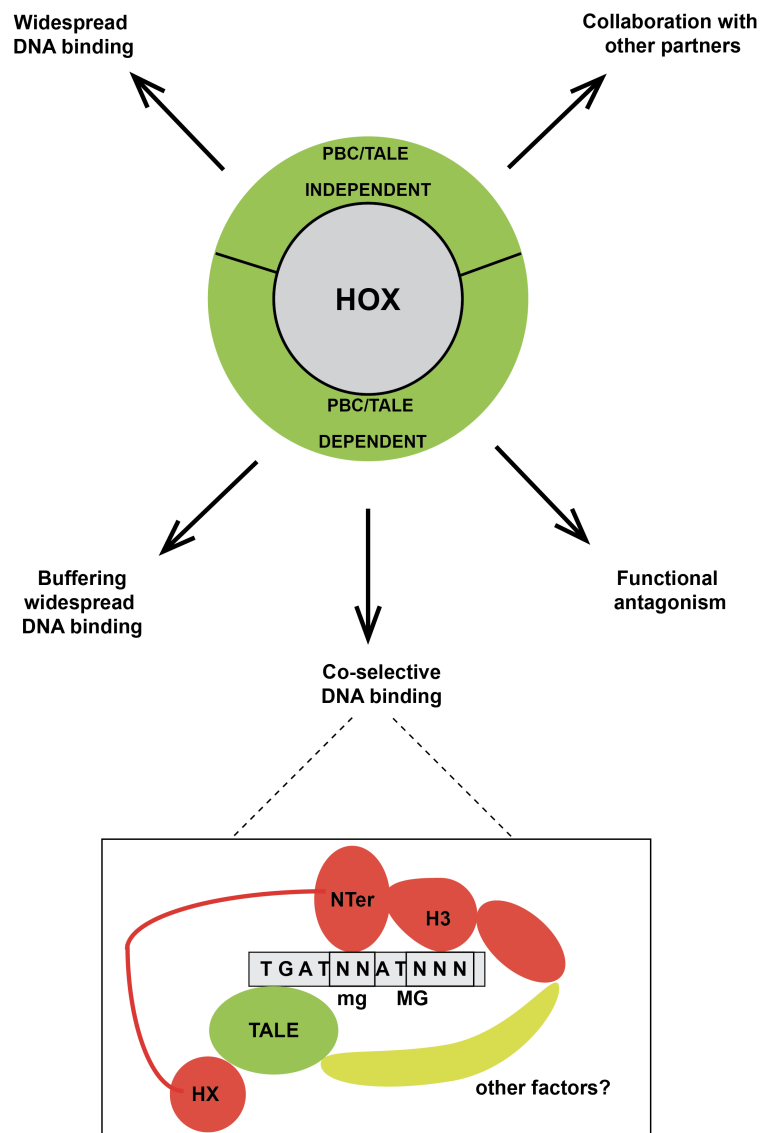 Widespread
DNA binding
Collaboration with
other partners
PBC/TALE
INDEPENDENT
HOX
PBC/TALE
DEPENDENT
Buffering
widespread
DNA binding
Functional
antagonism
Co-selective
DNA binding
NTer
H3
T G A T N N A T N N N
mg MG
TALE
HX
other factors?